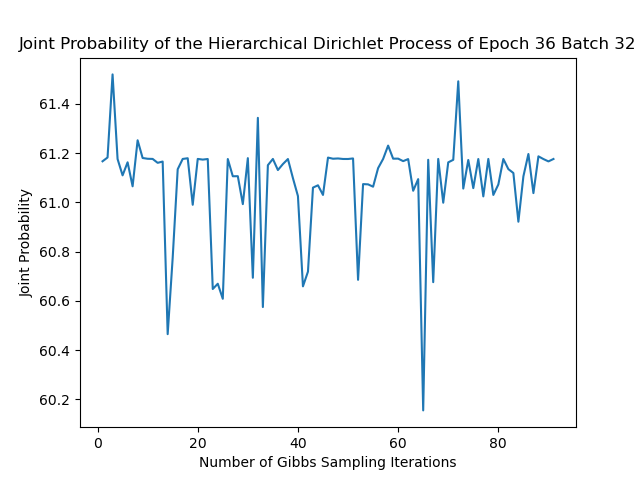 Joint Probability of the Hierarchical Dirichlet Process of Epoch 36 Batch 32
61.4
61.2
61.0
60.8
60.6
60.4
60.2
Joint Probability
0 20 40 60 80
Number of Gibbs Sampling Iterations